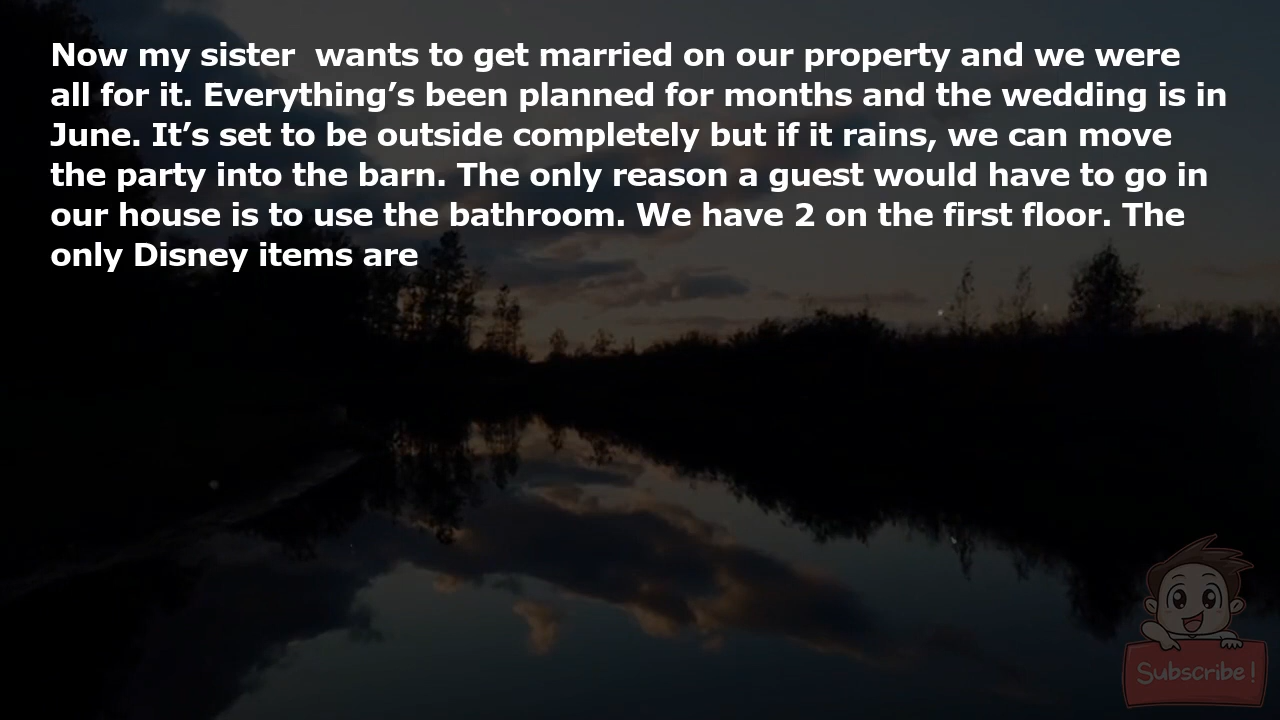 Now my sister  wants to get married on our property and we were
all for it. Everything’s been planned for months and the wedding is in
June. It’s set to be outside completely but if it rains, we can move
the party into the barn. The only reason a guest would have to go in
our house is to use the bathroom. We have 2 on the first floor. The
only Disney items are
Subscribe!